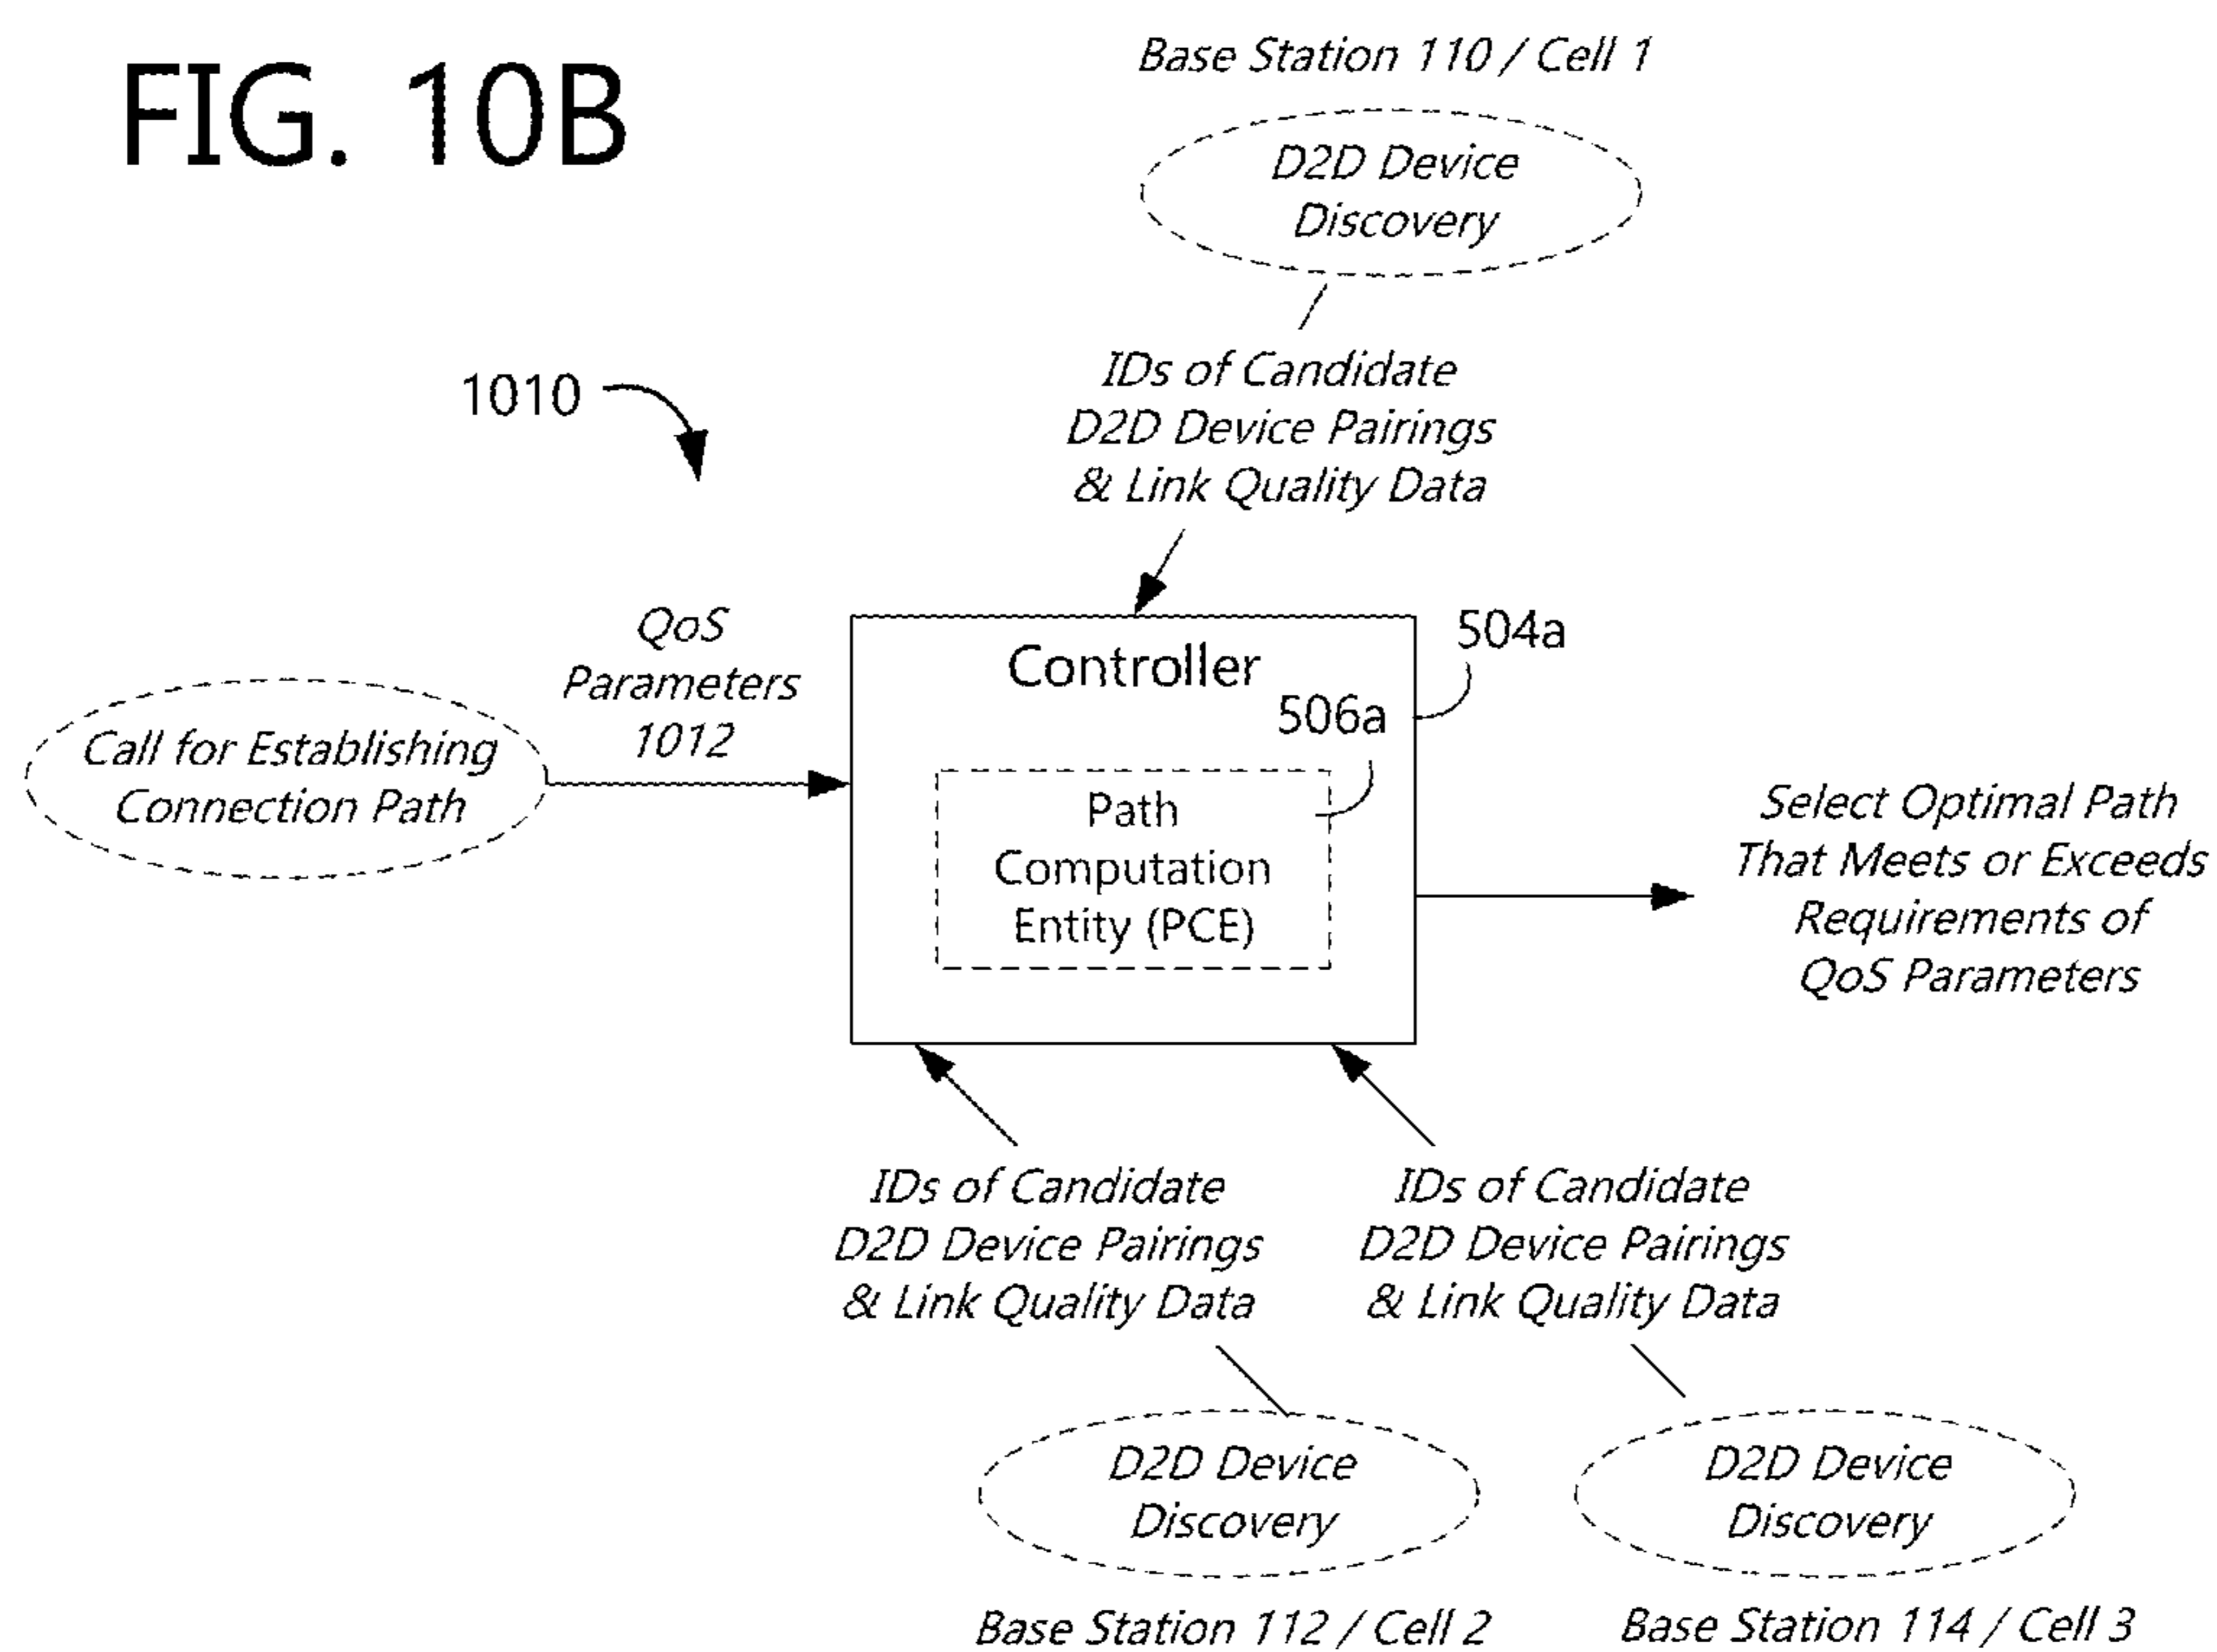 FIG. 10B
Base Station 110 / Cell 1
D2D Device
Discovery
IDs of Candidate
D2D Device Pairings
& Link Quality Data
1010
QoS
Parameters
1012
Call for Establishing
Connection Path
Controller
504a
506a
Path
Computation
Entity (PCE)
Select Optimal Path
That Meets or Exceeds
Requirements of
QoS Parameters
IDs of Candidate
D2D Device Pairings
& Link Quality Data
IDs of Candidate
D2D Device Pairings
& Link Quality Data
D2D Device
Discovery
D2D Device
Discovery
Base Station 112 / Cell 2
Base Station 114 / Cell 3